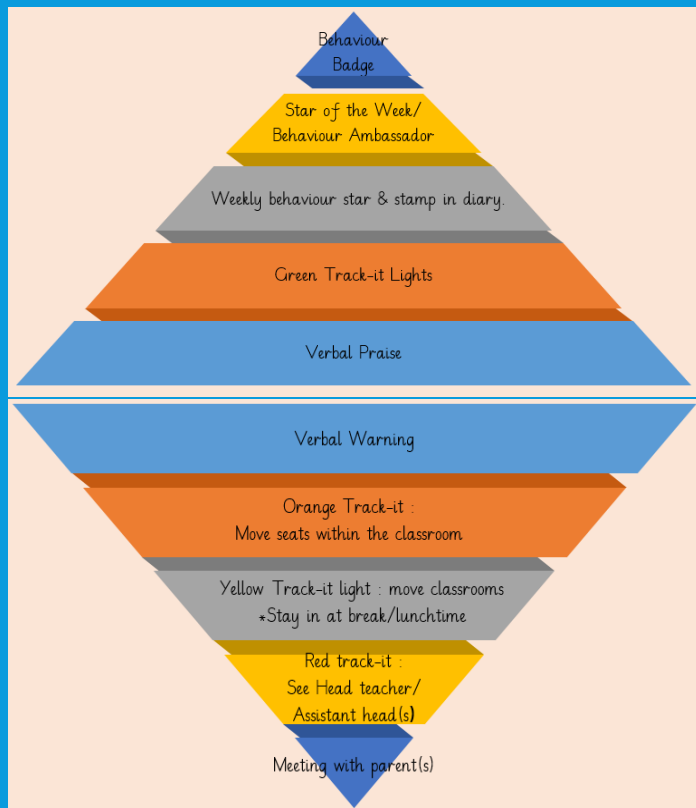 Behaviour
Badge
Star of the Week/
Behaviour Ambassador
Weekly behaviour star & stamp in diary.
Green Track-it Lights
Verbal Praise
Verbal Warning
Orange Track-it :
Move seats within the classroom
Yellow Track-it light : move classrooms
*Stay in at break/lunchtime
Red track-it :
See Head teacher/
Assistant head(s)
Meeting with parent(s)